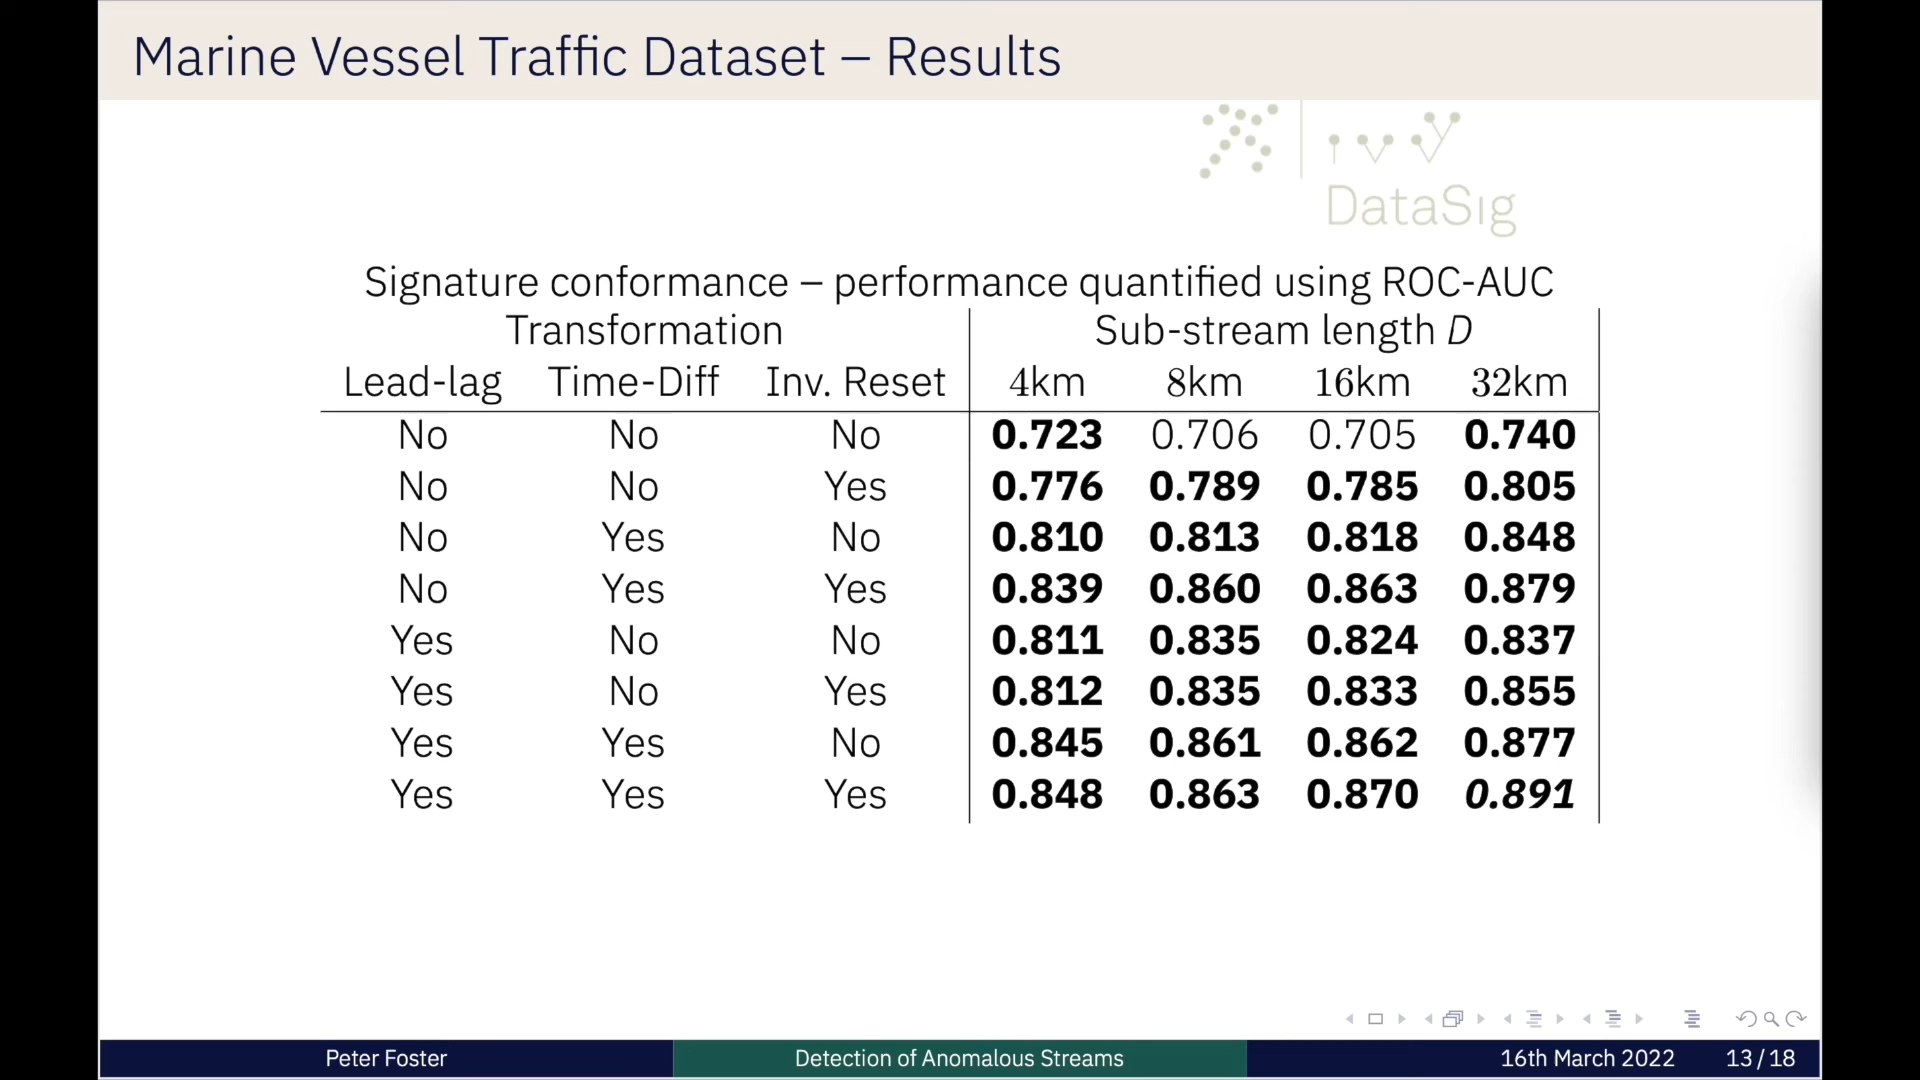 Marine Vessel Traffic Dataset – Results
DataSig
Signature conformance – performance quantified using ROC-AUC
Transformation Sub-stream length D
Lead-lag Time-Diff Inv. Reset 4km 8km 16km 32km
No No No 0.723 0.706 0.705 0.740
No No Yes 0.776 0.789 0.785 0.805
No Yes No 0.810 0.813 0.818 0.848
No Yes Yes 0.839 0.860 0.863 0.879
Yes No No 0.811 0.835 0.824 0.837
Yes No Yes 0.812 0.835 0.833 0.855
Yes Yes No 0.845 0.861 0.862 0.877
Yes Yes Yes 0.848 0.863 0.870 0.891
Peter Foster Detection of Anomalous Streams 16th March 2022 13/18